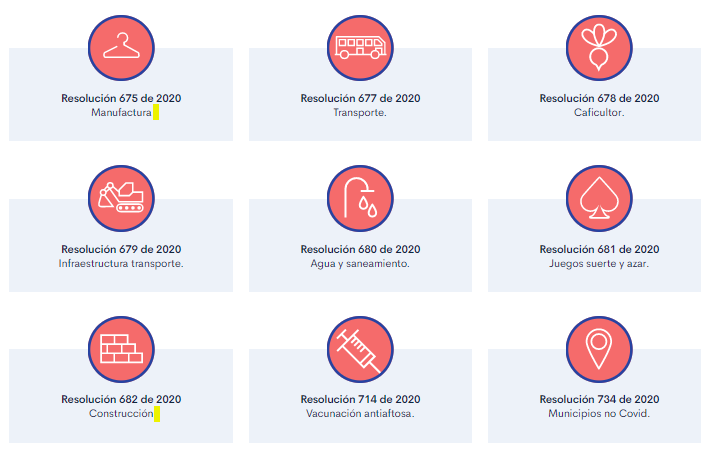 Resolución 675 de 2020
Manufactura
Resolución 677 de 2020
Transporte.
Resolución 678 de 2020
Caficultor.
Resolución 679 de 2020
Infraestructura transporte.
Resolución 680 de 2020
Agua y saneamiento.
Resolución 681 de 2020
Juegos suerte y azar.
Resolución 682 de 2020
Construcción
Resolución 714 de 2020
Vacunación antiaftosa.
Resolución 734 de 2020
Municipios no Covid.